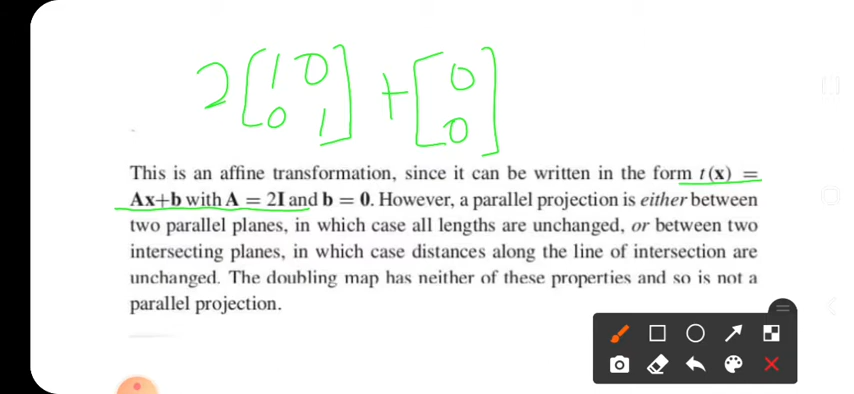 2[1 0 + [0
0 1] 0]
This is an affine transformation, since it can be written in the form t(x) =
Ax+b with A = 2I and b = 0. However, a parallel projection is either between
two parallel planes, in which case all lengths are unchanged, or between two
intersecting planes, in which case distances along the line of intersection are
unchanged. The doubling map has neither of these properties and so is not a
parallel projection.